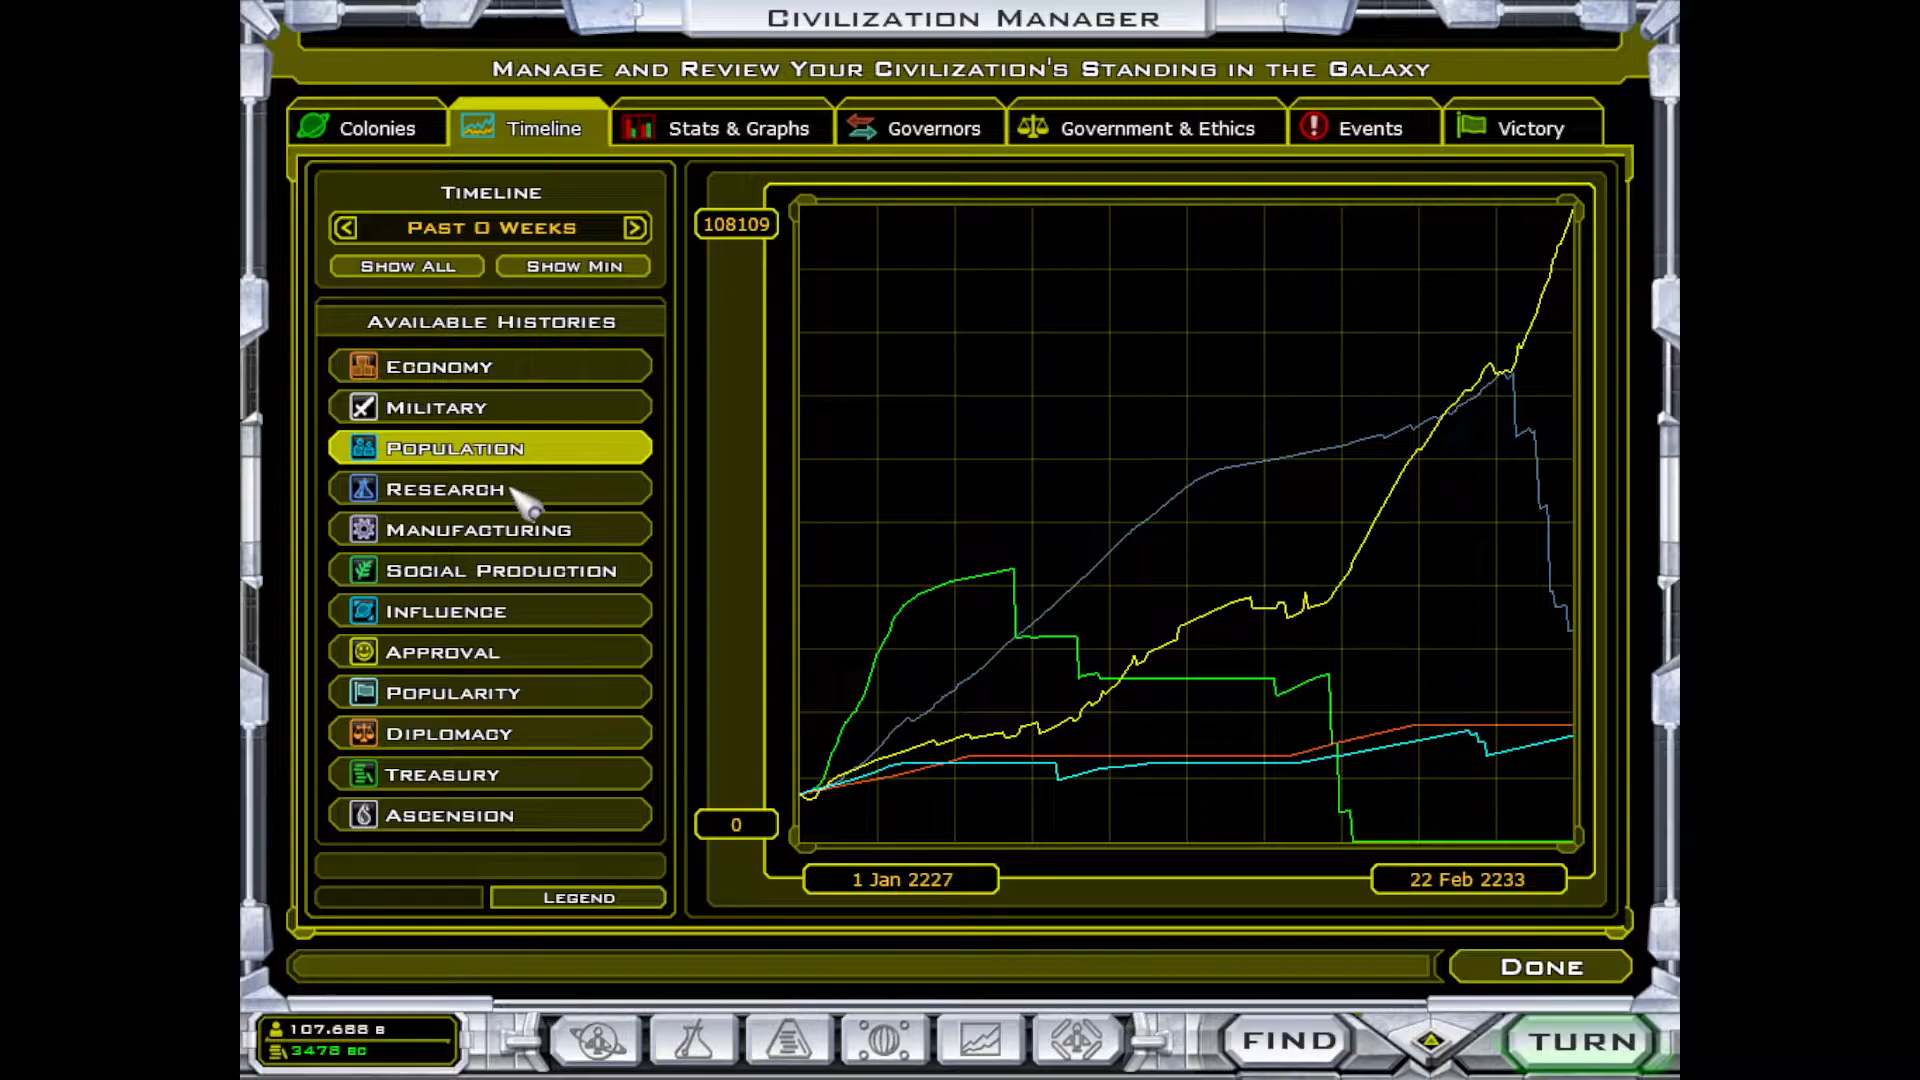 Civilization Manager
Manage and Review Your Civilization's Standing in the Galaxy
Colonies
Timeline
Stats & Graphs
Governors
Government & Ethics
Events
Victory
Timeline
Past 0 Weeks
Show All
Show Min
Available Histories
Economy
Military
Population
Research
Manufacturing
Social Production
Influence
Approval
Popularity
Diplomacy
Treasury
Ascension
Legend
108109
0
1 Jan 2227
22 Feb 2233
Done
107.688 B
3478 BC
Find
Turn